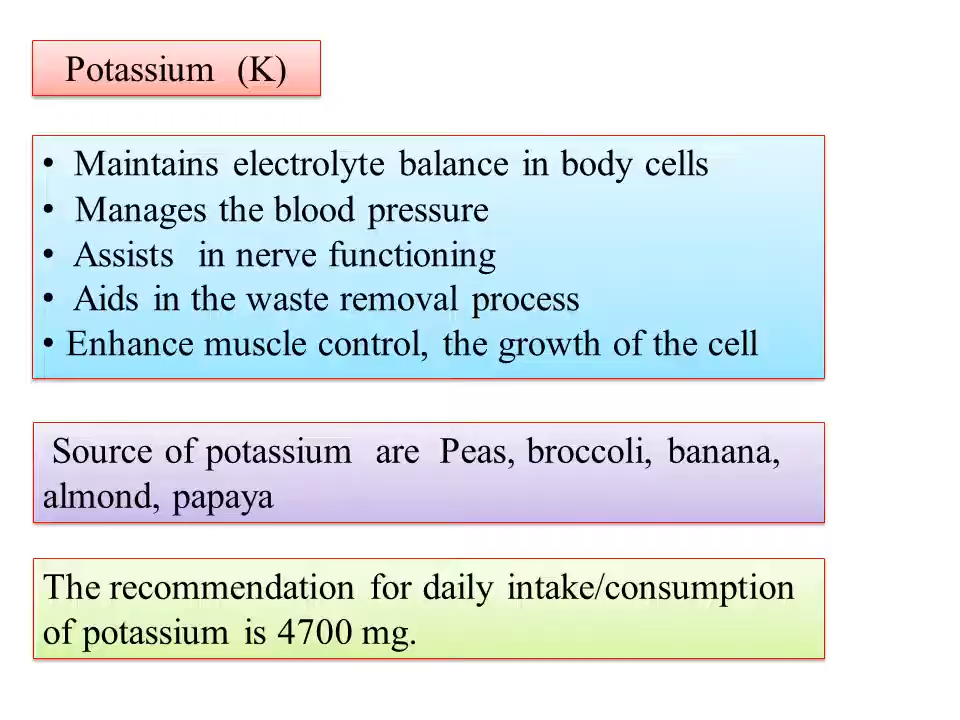 Potassium (K)
• Maintains electrolyte balance in body cells
• Manages the blood pressure
• Assists in nerve functioning
• Aids in the waste removal process
• Enhance muscle control, the growth of the cell
Source of potassium are Peas, broccoli, banana,
almond, papaya
The recommendation for daily intake/consumption
of potassium is 4700 mg.